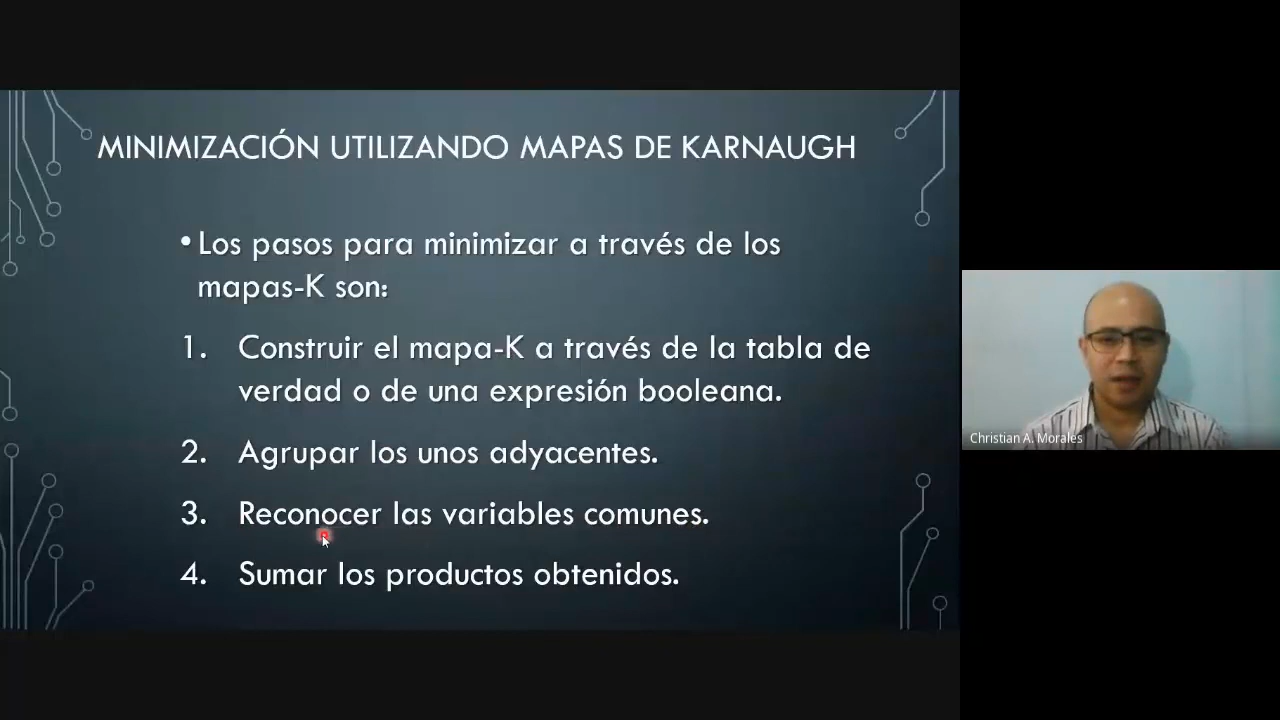 MINIMIZACIÓN UTILIZANDO MAPAS DE KARNAUGH
• Los pasos para minimizar a través de los
mapas-K son:
1. Construir el mapa-K a través de la tabla de
verdad o de una expresión booleana.
2. Agrupar los unos adyacentes.
3. Reconocer las variables comunes.
4. Sumar los productos obtenidos.
Christian A. Morales